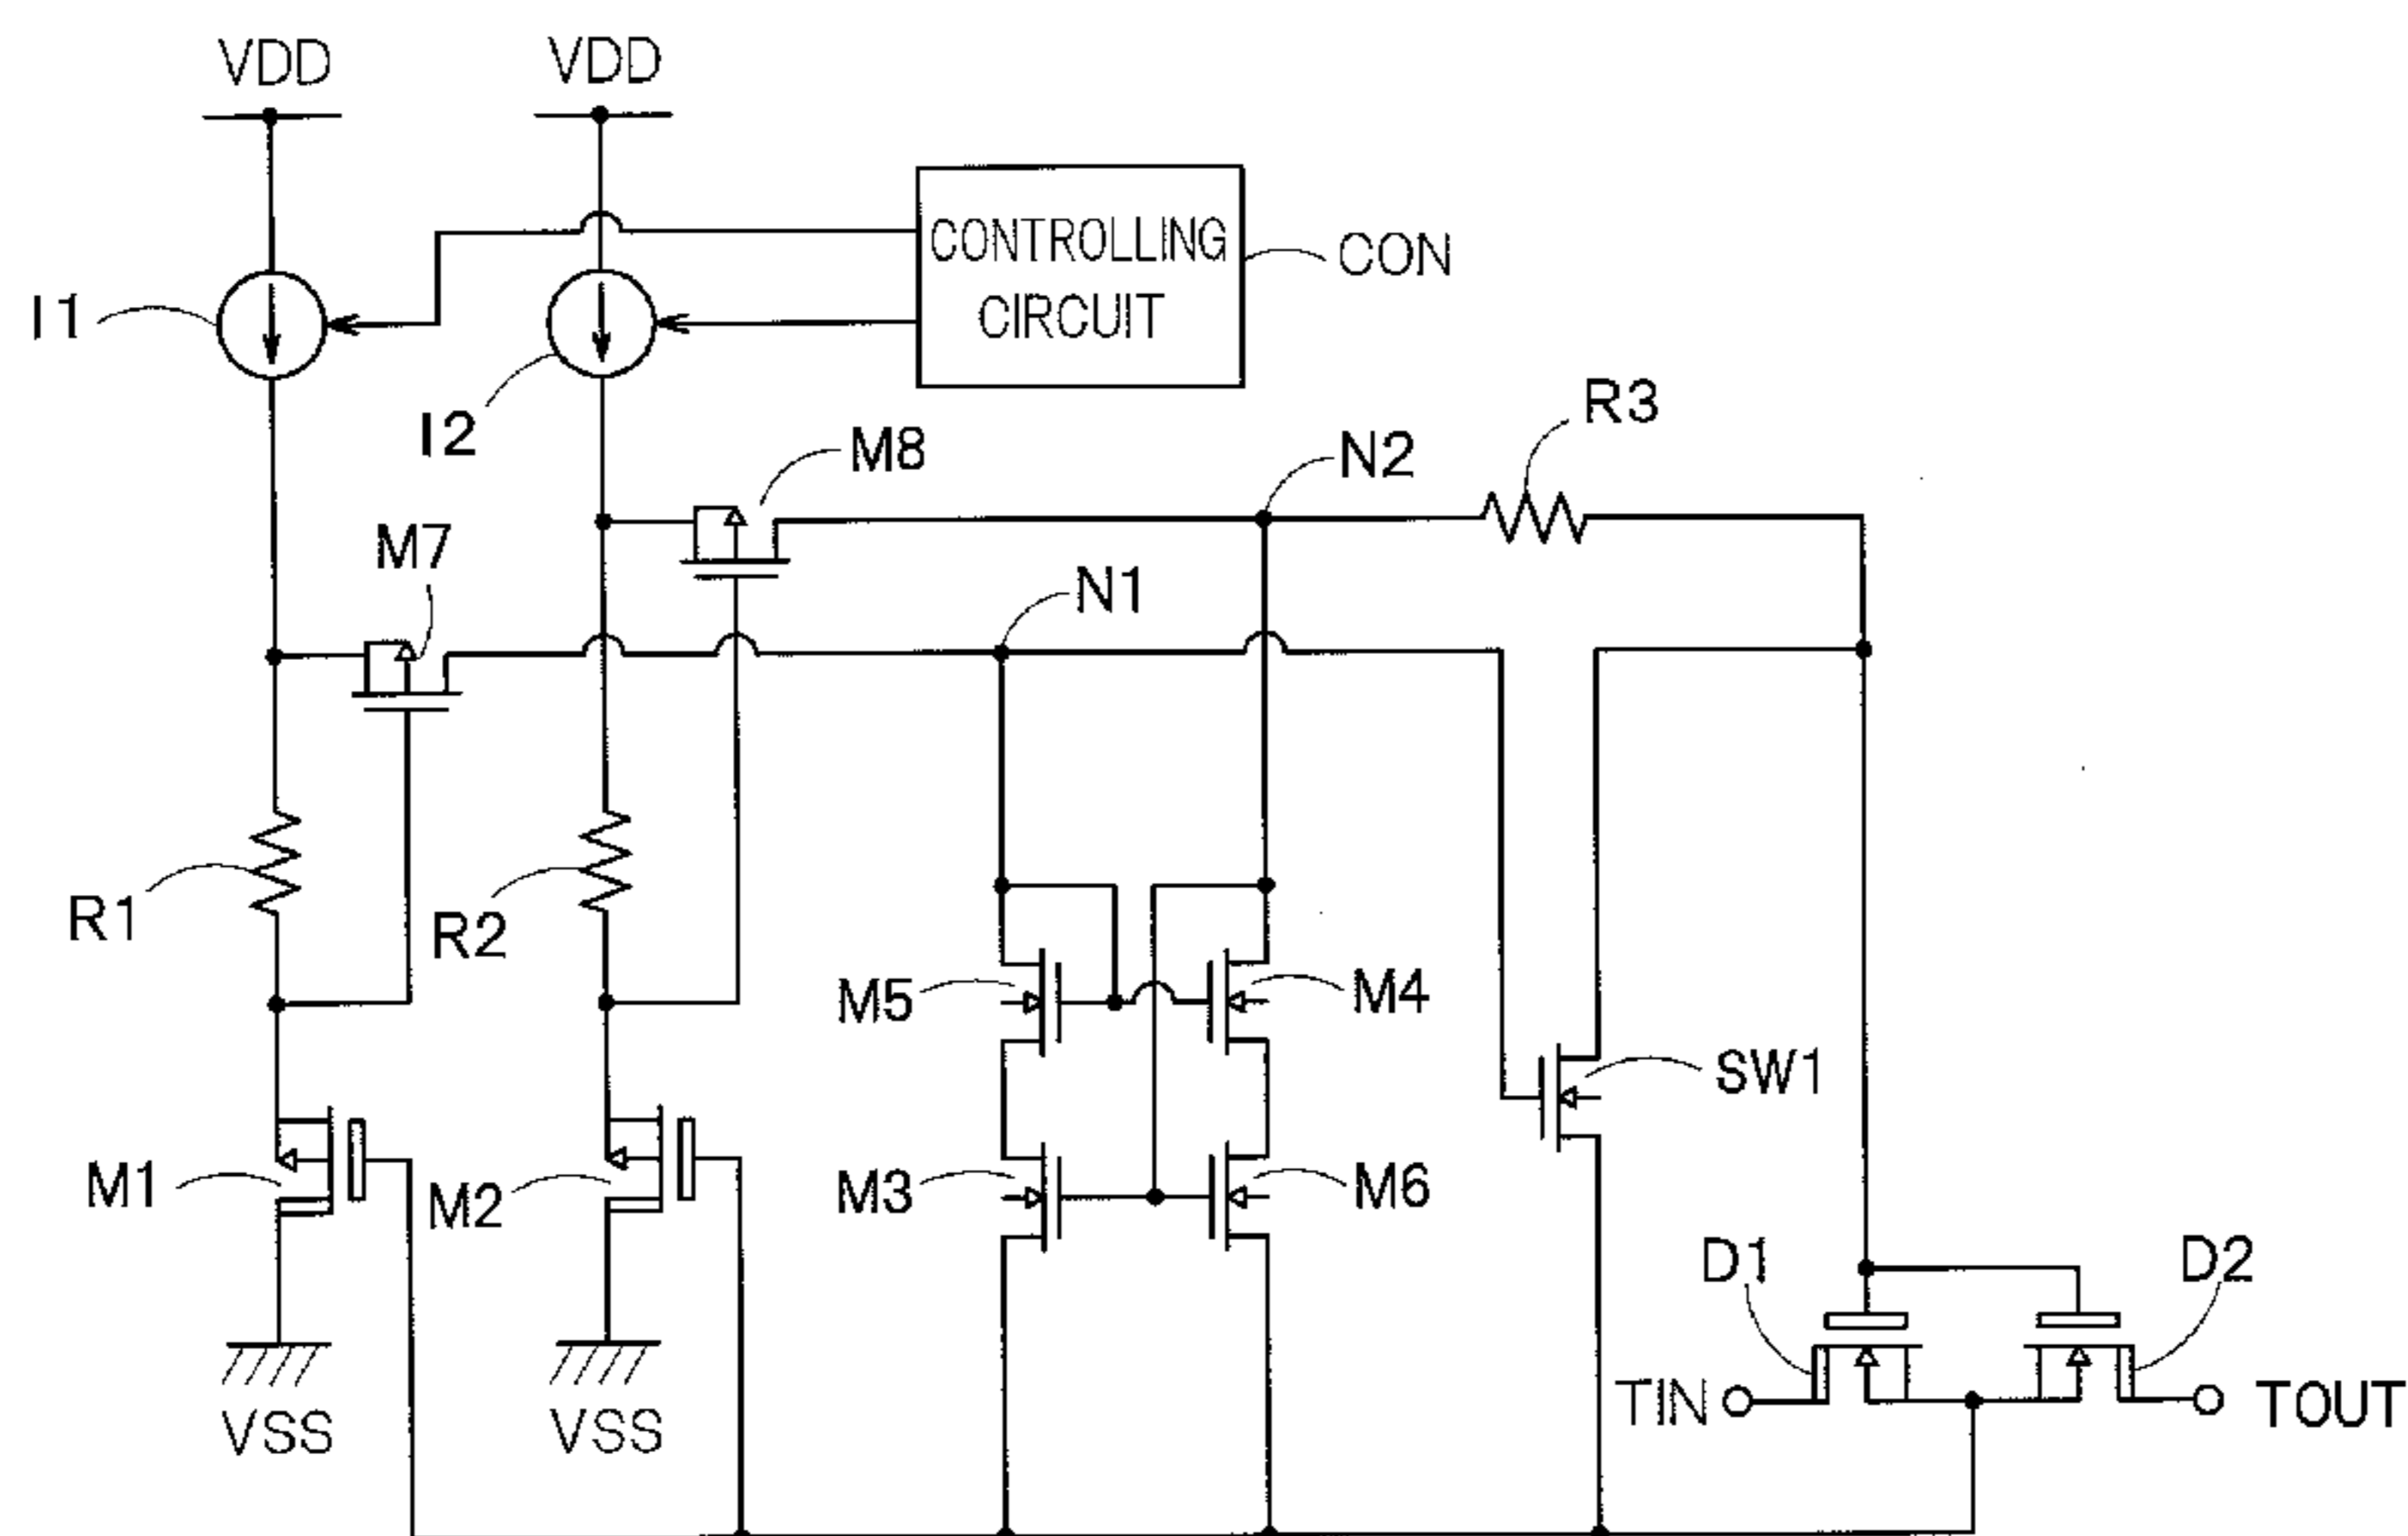 VDD
VDD
CONTROLLING
CIRCUIT
CON
I1
I2
R3
M8
N2
M7
N1
R1
R2
M5
M4
SW1
M1
M2
M3
M6
D1
D2
TIN
TOUT
VSS
VSS